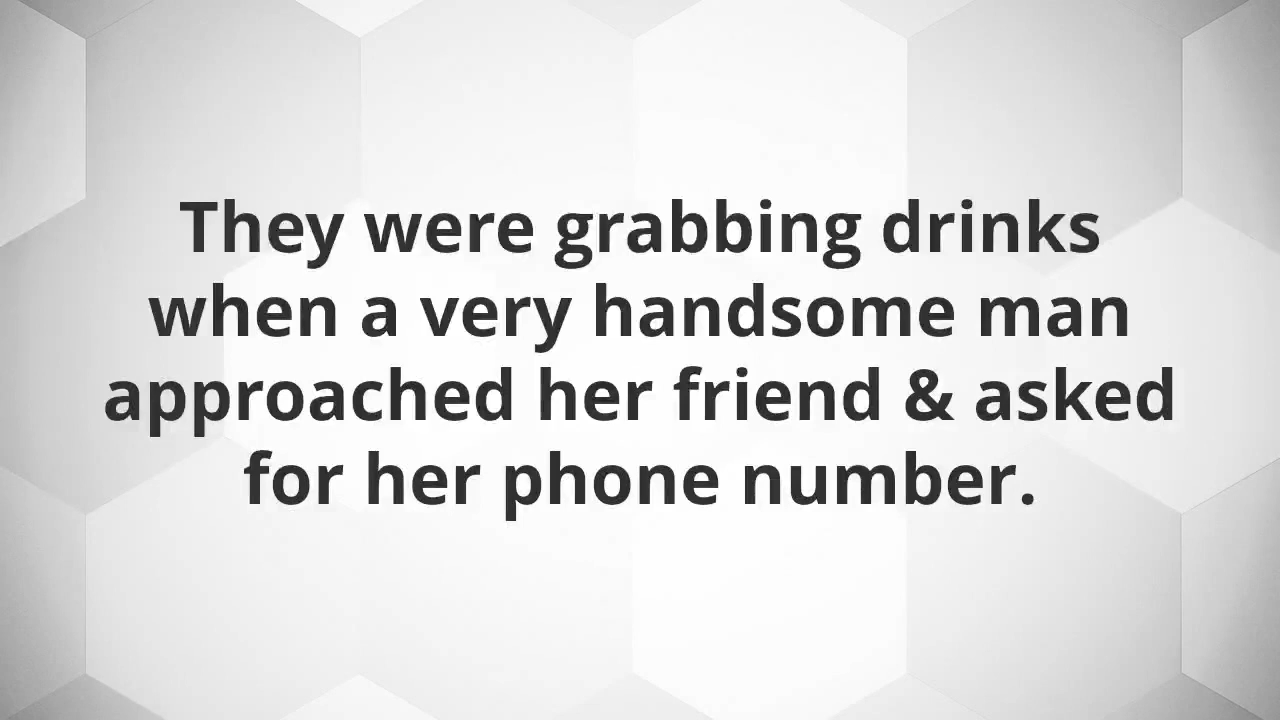 They were grabbing drinks
when a very handsome man
approached her friend & asked
for her phone number.